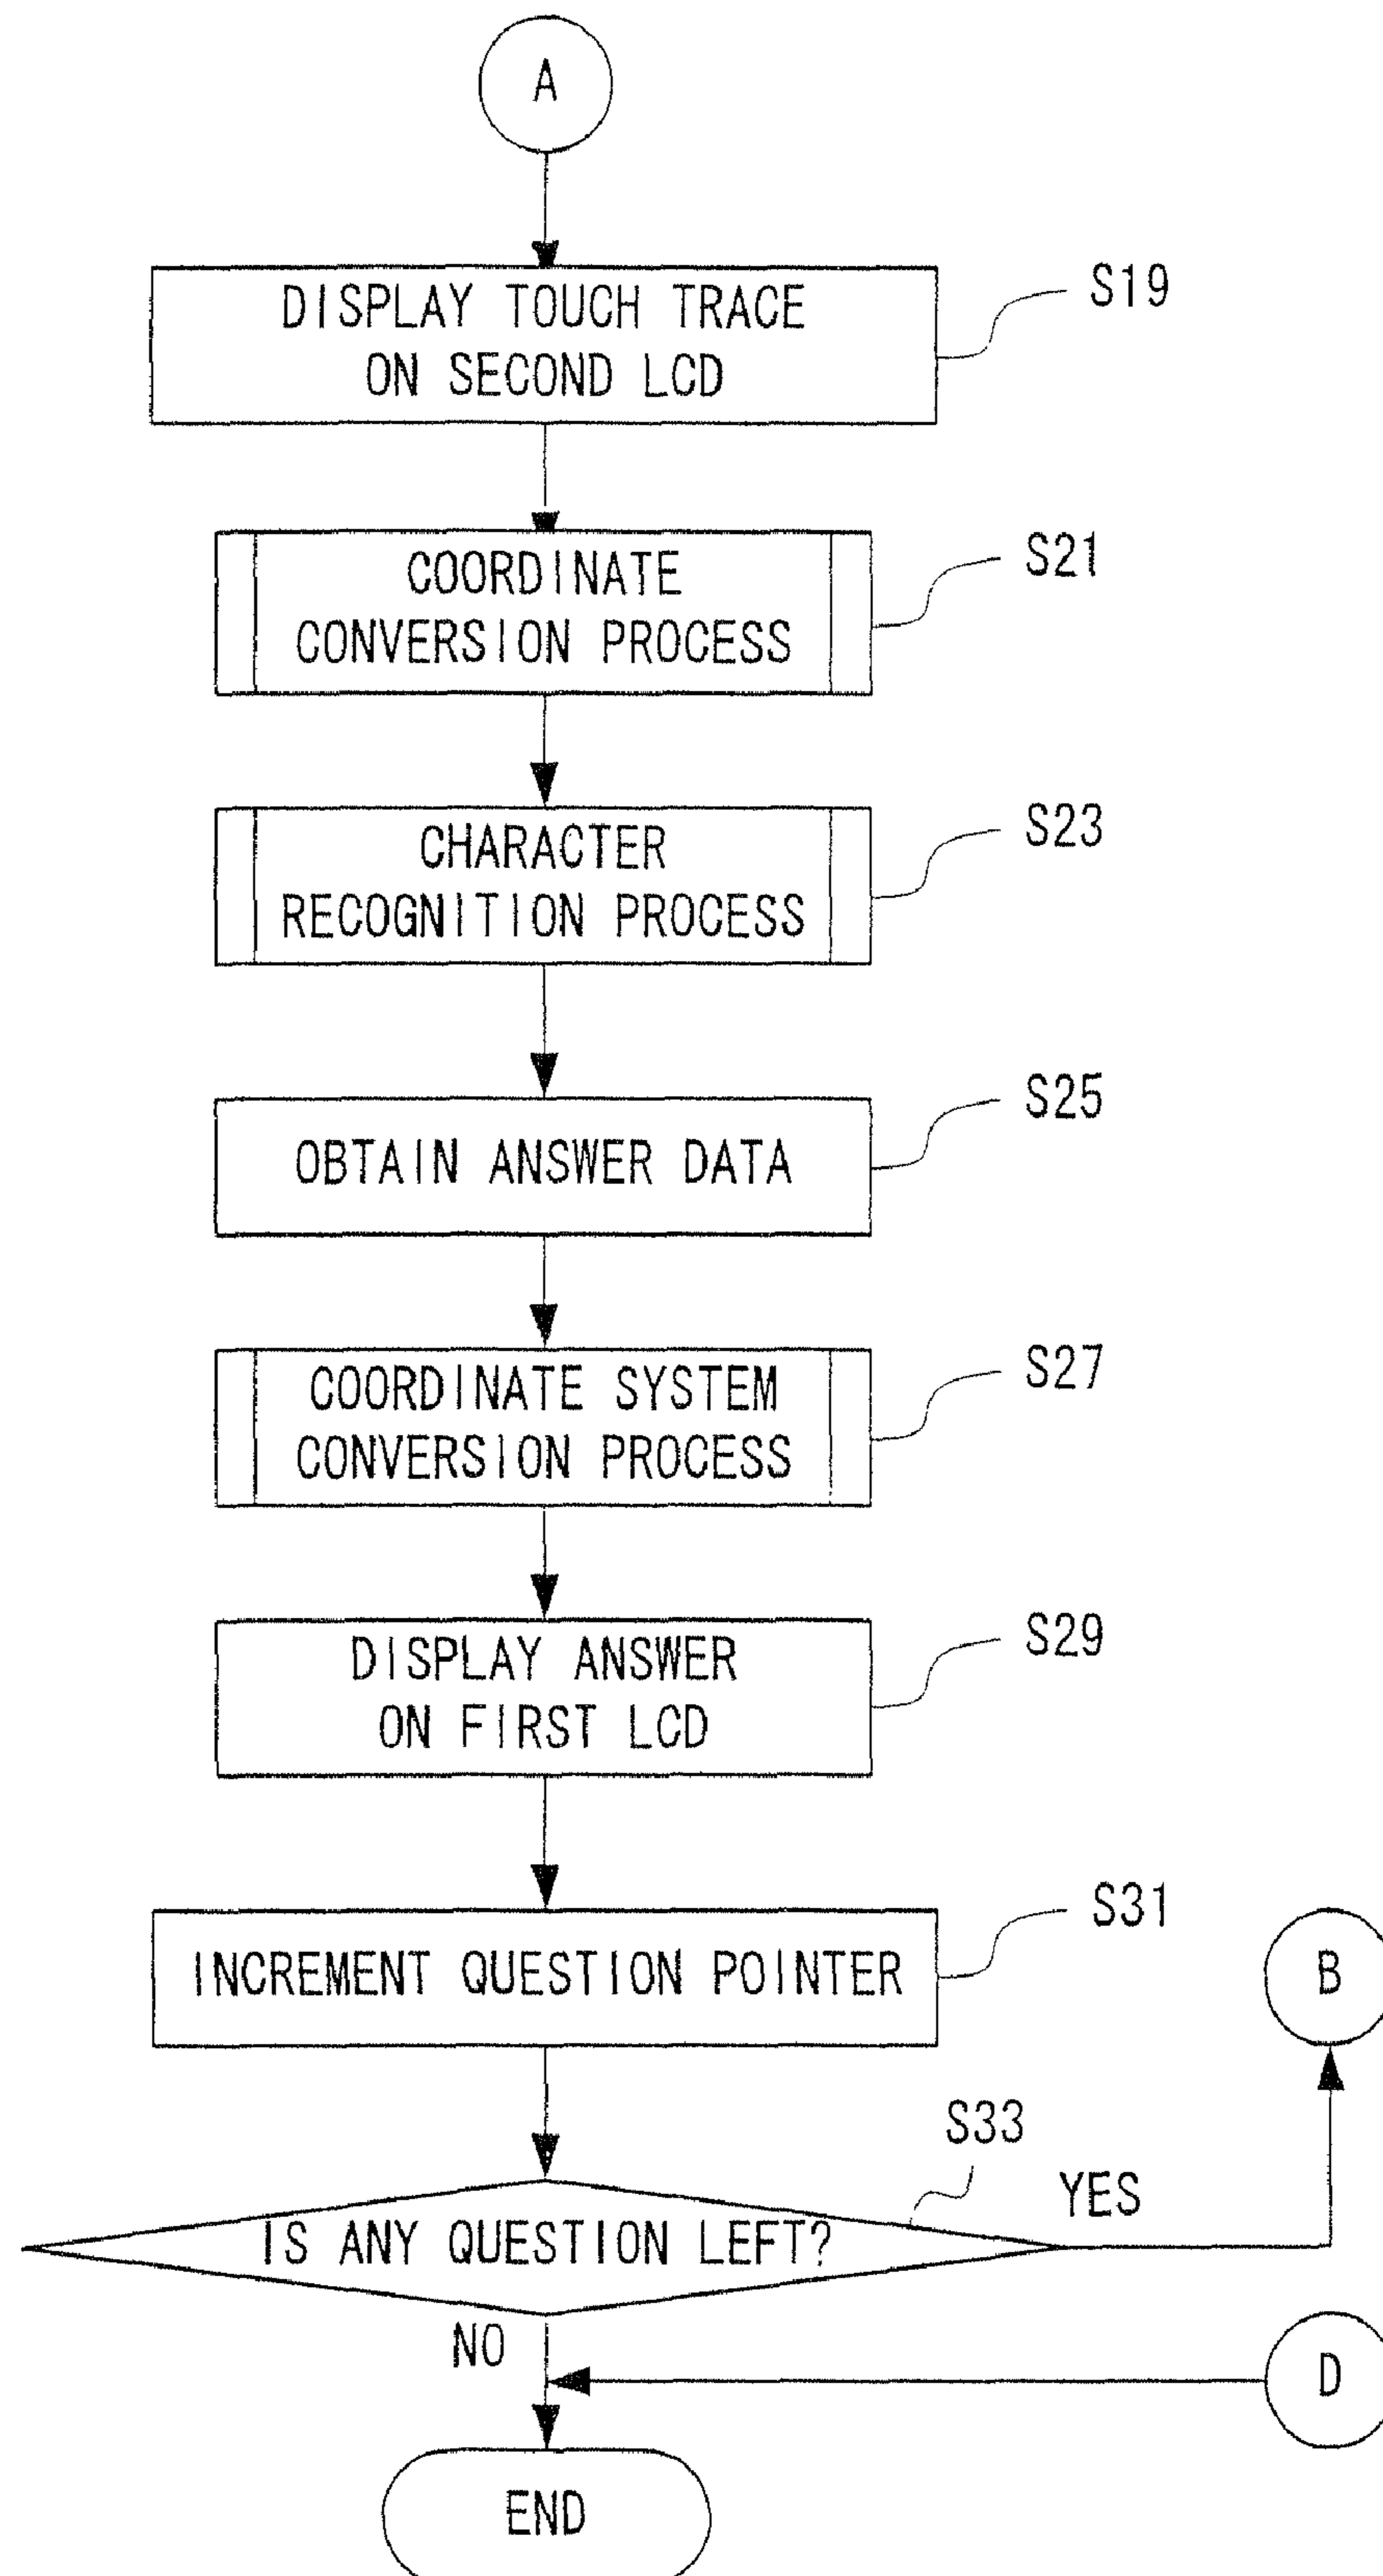 A
DISPLAY TOUCH TRACE
ON SECOND LCD
S19
COORDINATE
CONVERSION PROCESS
S21
CHARACTER
RECOGNITION PROCESS
S23
OBTAIN ANSWER DATA
S25
COORDINATE SYSTEM
CONVERSION PROCESS
S27
DISPLAY ANSWER
ON FIRST LCD
S29
INCREMENT QUESTION POINTER
S31
B
S33
IS ANY QUESTION LEFT?
YES
NO
D
END